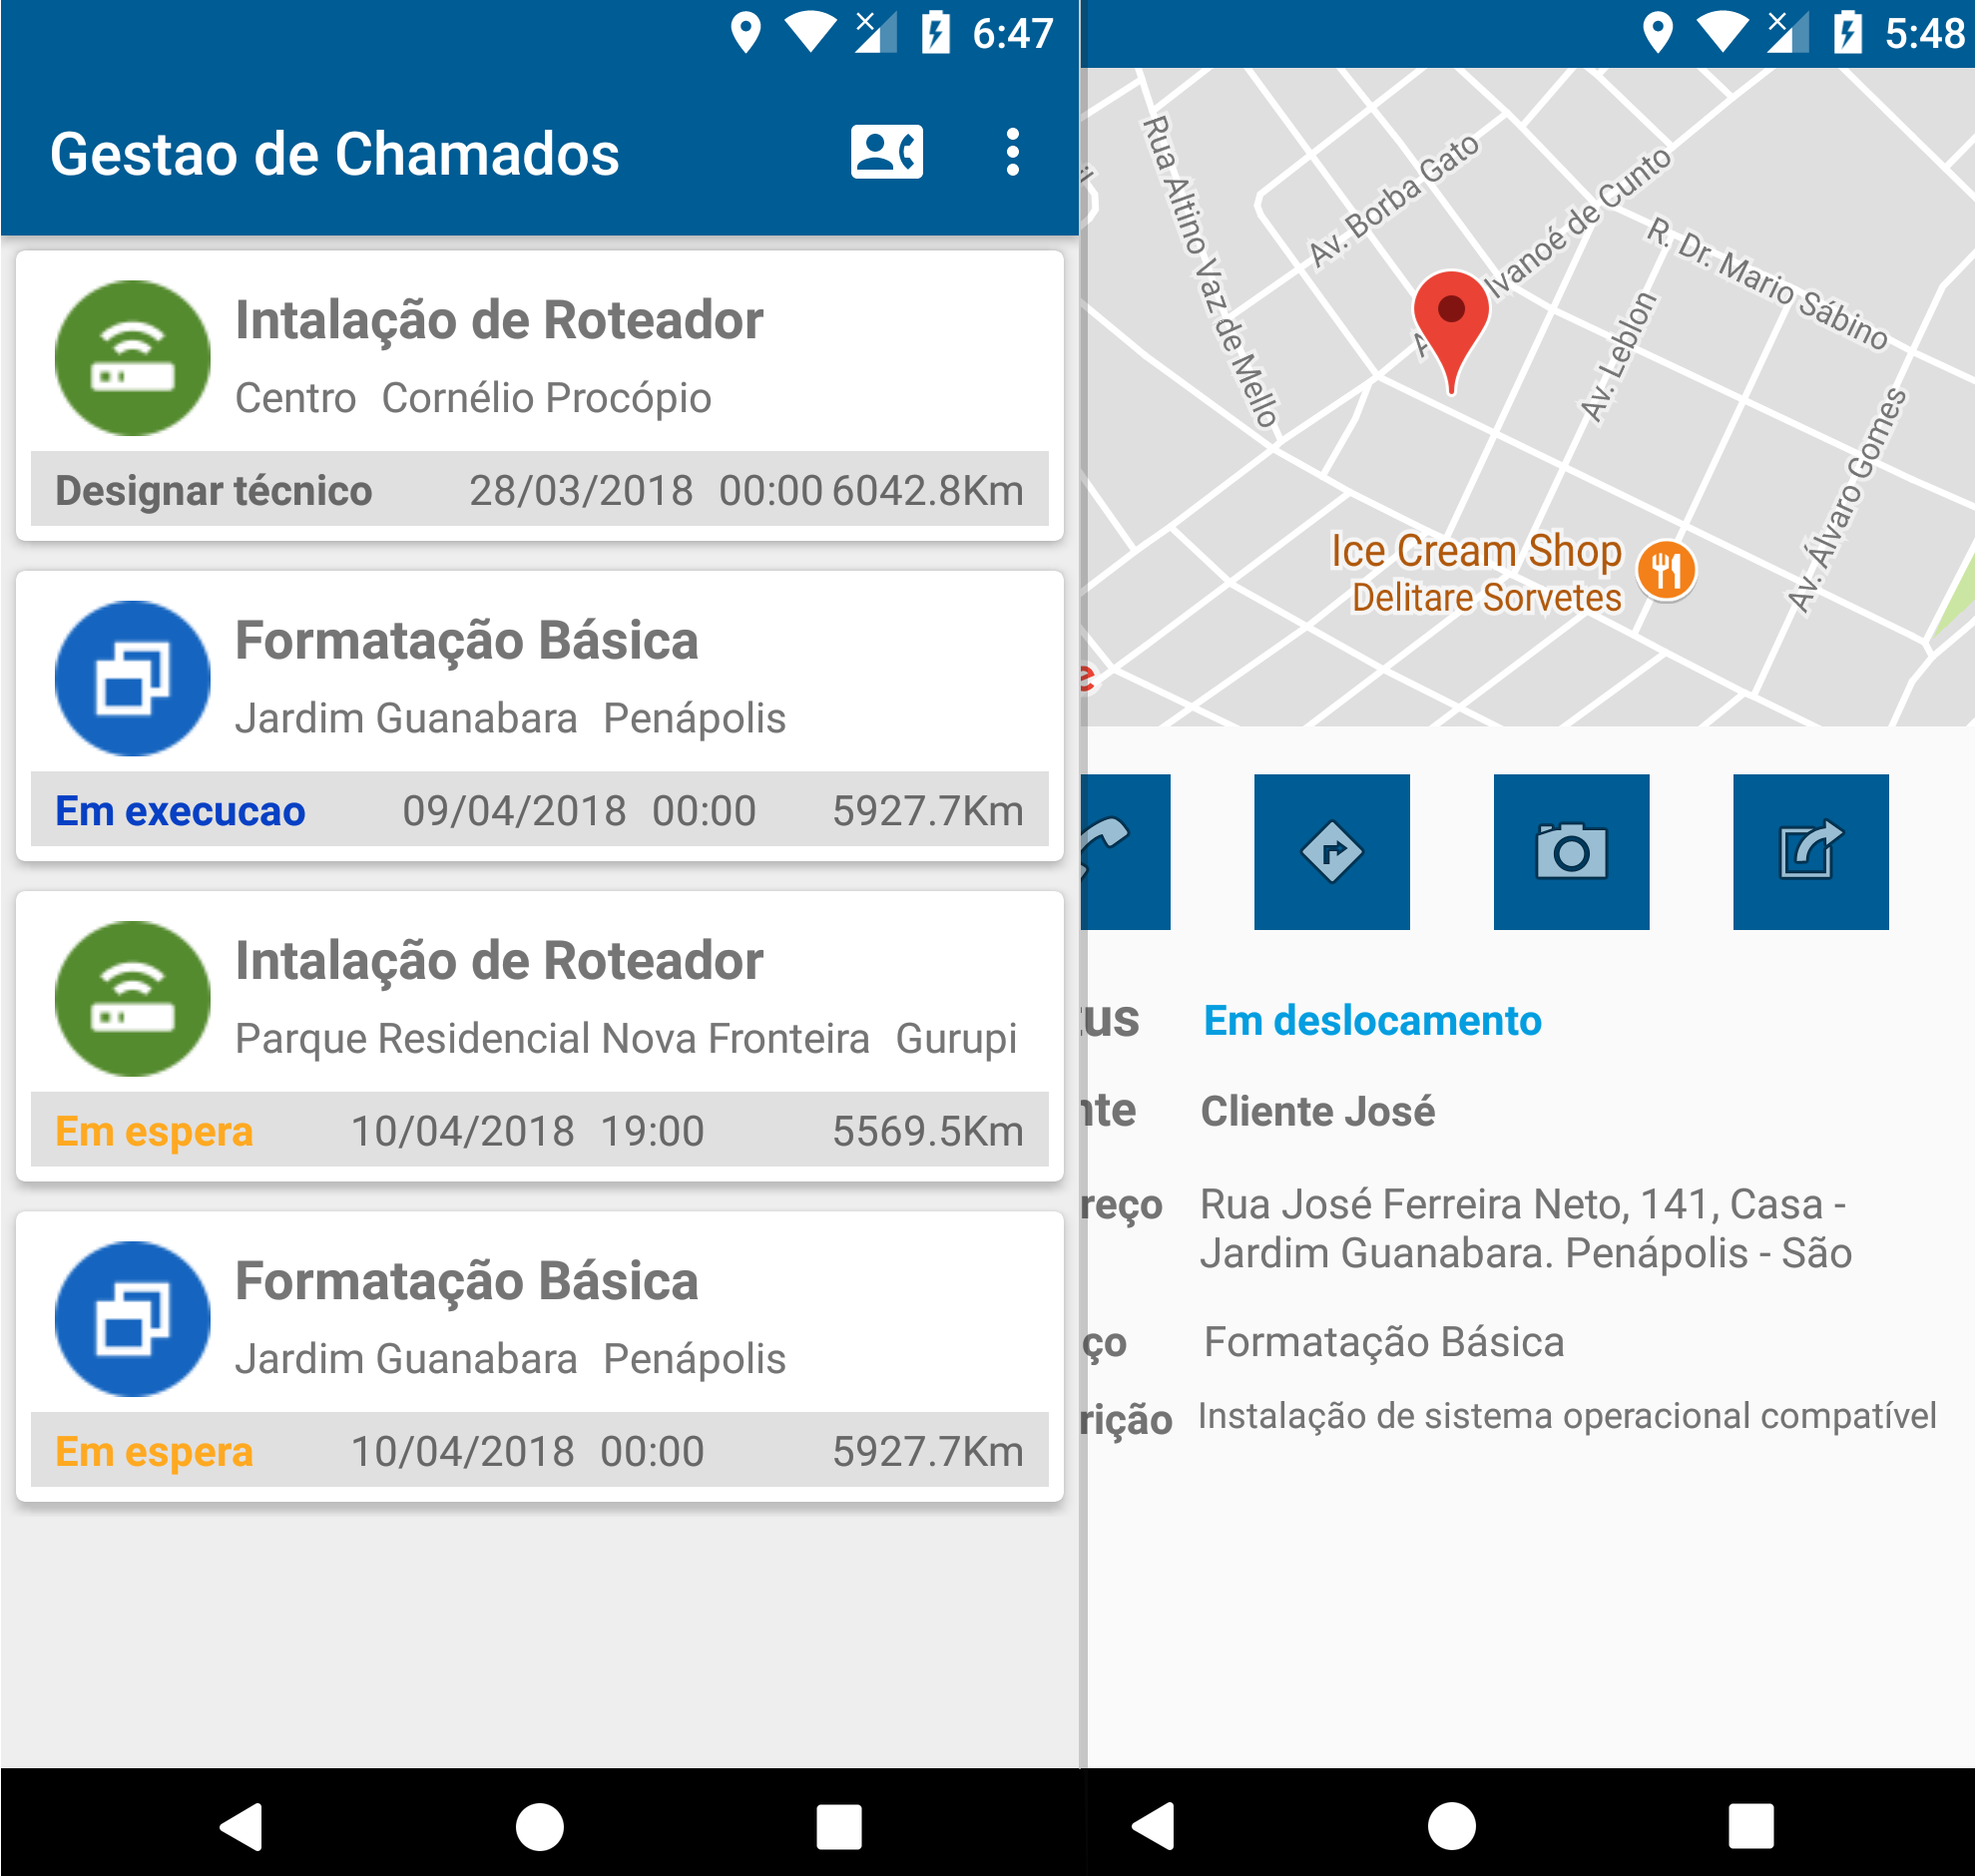 6:47
Gestao de Chamados
Intalação de Roteador
Centro Cornélio Procópio
Designar técnico 28/03/2018 00:00 6042.8Km
Formatação Básica
Jardim Guanabara Penápolis
Em execucao 09/04/2018 00:00 5927.7Km
Intalação de Roteador
Parque Residencial Nova Fronteira Gurupi
Em espera 10/04/2018 19:00 5569.5Km
Formatação Básica
Jardim Guanabara Penápolis
Em espera 10/04/2018 00:00 5927.7Km
5:48
Rua Altino Vaz de Mello
Av. Borba Gato
Ivanoé de Cunto
R. Dr. Mario Sábino
Av. Leblon
Av. Álvaro Gomes
Ice Cream Shop
Delitare Sorvetes
tus Em deslocamento
nte Cliente José
reço Rua José Ferreira Neto, 141, Casa -
Jardim Guanabara. Penápolis - São
ço Formatação Básica
rição Instalação de sistema operacional compatível